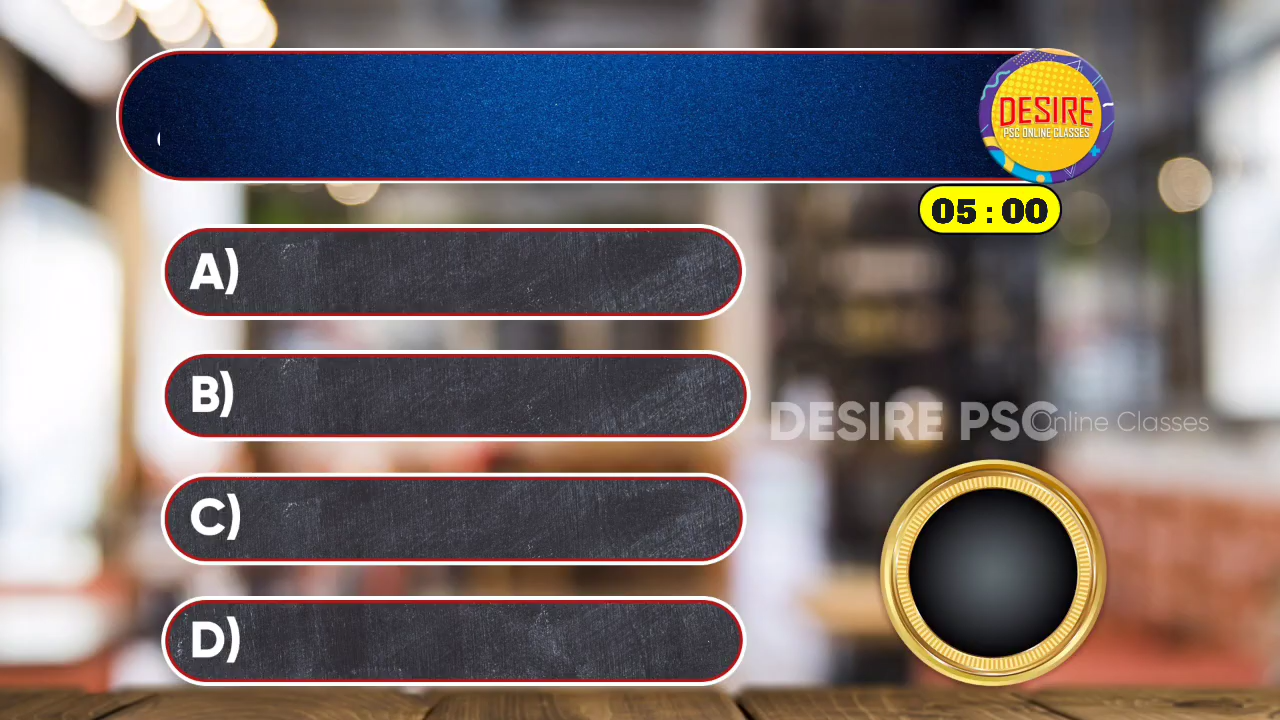 DESIRE
PSC ONLINE CLASSES
05 : 00
A)
B)
DESIRE PSC Online Classes
C)
D)